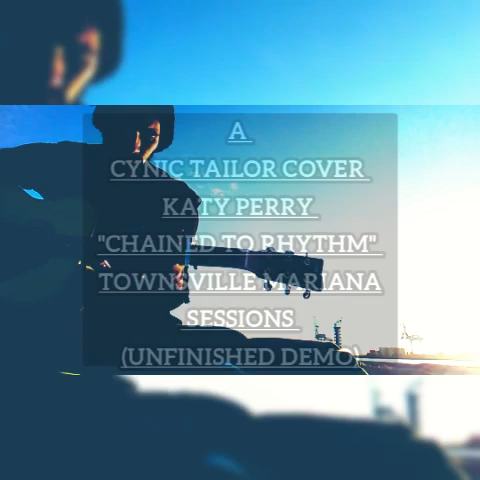 A
CYNIC TAILOR COVER
KATY PERRY
"CHAINED TO RHYTHM"
TOWNSVILLE MARIANA
SESSIONS
(UNFINISHED DEMO)